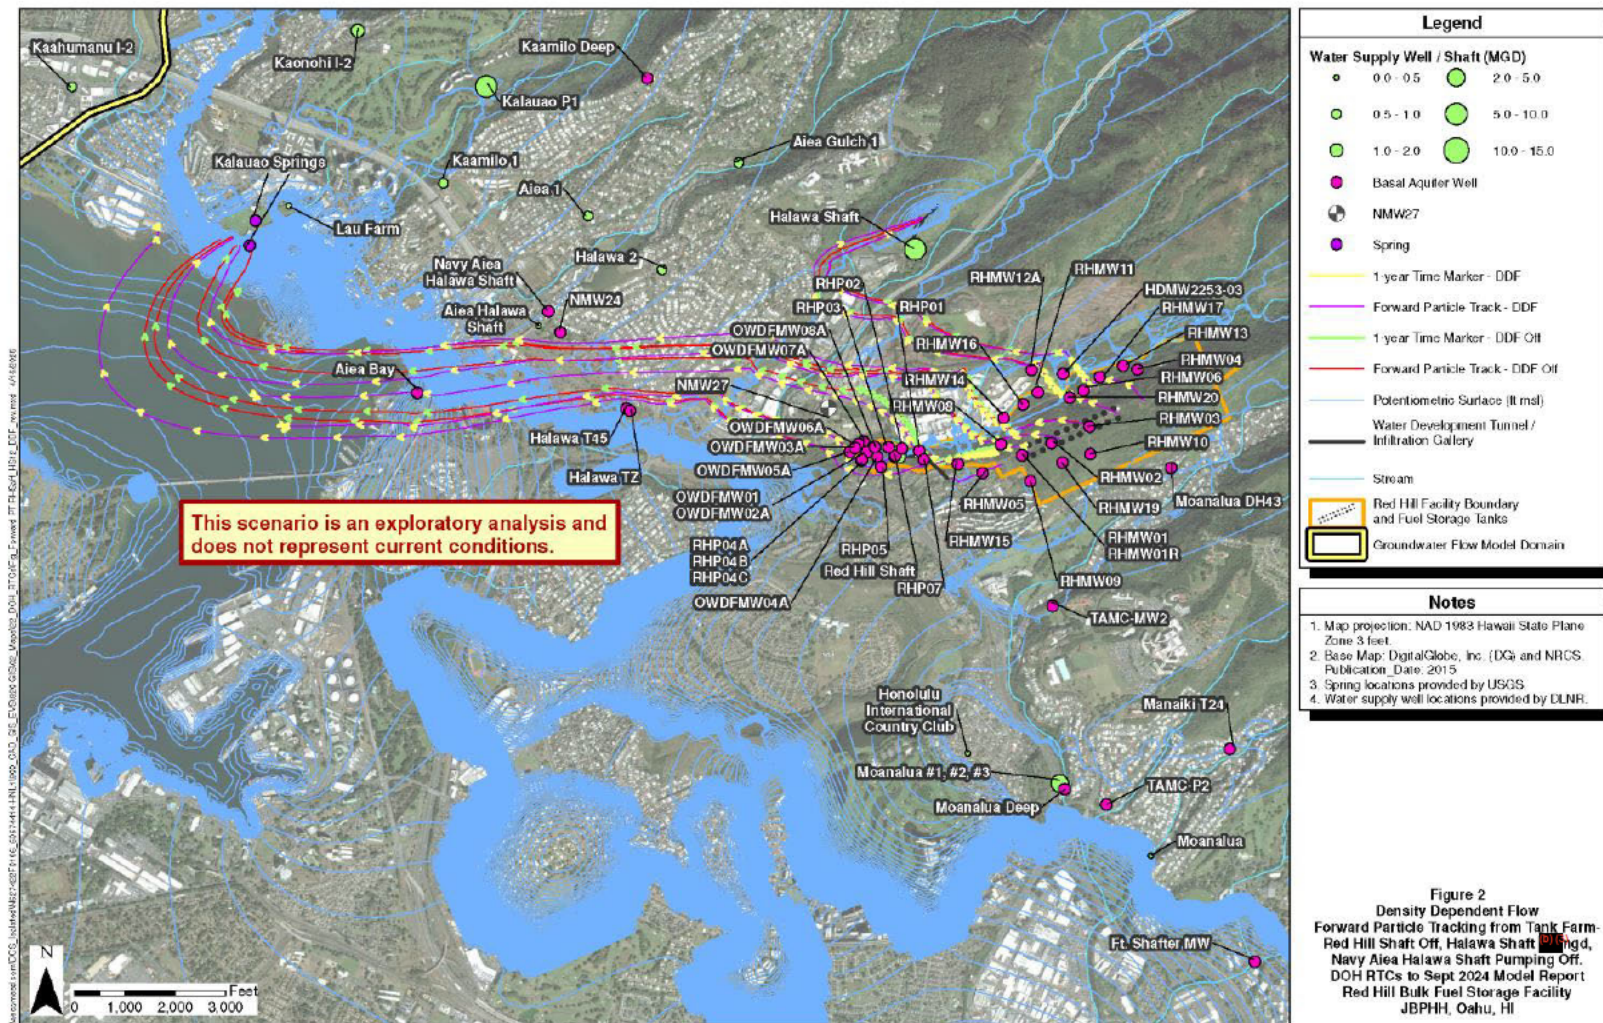 Kaahumanu I-2
Kaonohi I-2
Kaamilo Deep
Kalauao P1
Kalauao Springs
Kaamilo 1
Aiea Gulch 1
Aiea 1
Lau Farm
Halawa Shaft
Halawa 2
Navy Aiea
Halawa Shaft
NMW24
Aiea Halawa
Shaft
Aiea Bay
RHP02
RHP03
RHP01
RHMW12A
RHMW11
HDMW2253-03
RHMW17
RHMW13
RHMW04
RHMW06
RHMW20
RHMW03
RHMW10
RHMW16
OWDFMW08A
OWDFMW07A
RHMW14
NMW27
RHMW08
OWDFMW06A
OWDFMW03A
OWDFMW05A
Halawa T45
Halawa TZ
OWDFMW01
OWDFMW02A
RHMW02
Moanalua DH43
RHMW05
RHMW19
RHMW15
RHMW01
RHMW01R
RHP04A
RHP04B
RHP04C
RHP05
Red Hill Shaft
RHP07
RHMW09
OWDFMW04A
TAMC-MW2
This scenario is an exploratory analysis and
does not represent current conditions.
Honolulu
International
Country Club
Manaiki T24
Moanalua #1, #2, #3
Moanalua Deep
TAMC-P2
Moanalua
Ft. Shafter MW
N
Feet
0 1,000 2,000 3,000
Legend
Water Supply Well / Shaft (MGD)
0.0 - 0.5
2.0 - 5.0
0.5 - 1.0
5.0 - 10.0
1.0 - 2.0
10.0 - 15.0
Basal Aquifer Well
NMW27
Spring
1-year Time Marker - DDF
Forward Particle Track - DDF
1-year Time Marker - DDF Off
Forward Particle Track - DDF Off
Potentiometric Surface (ft msl)
Water Development Tunnel /
Infiltration Gallery
Stream
Red Hill Facility Boundary
and Fuel Storage Tanks
Groundwater Flow Model Domain
Notes
1. Map projection: NAD 1983 Hawaii State Plane
Zone 3 feet.
2. Base Map: DigitalGlobe, Inc. (DG) and NRCS.
Publication_Date: 2015
3. Spring locations provided by USGS
4. Water supply well locations provided by DLNR.
Figure 2
Density Dependent Flow
Forward Particle Tracking from Tank Farm-
Red Hill Shaft Off, Halawa Shaft (b) (3) ngd,
Navy Aiea Halawa Shaft Pumping Off.
DOH RTCs to Sept 2024 Model Report
Red Hill Bulk Fuel Storage Facility
JBPHH, Oahu, HI